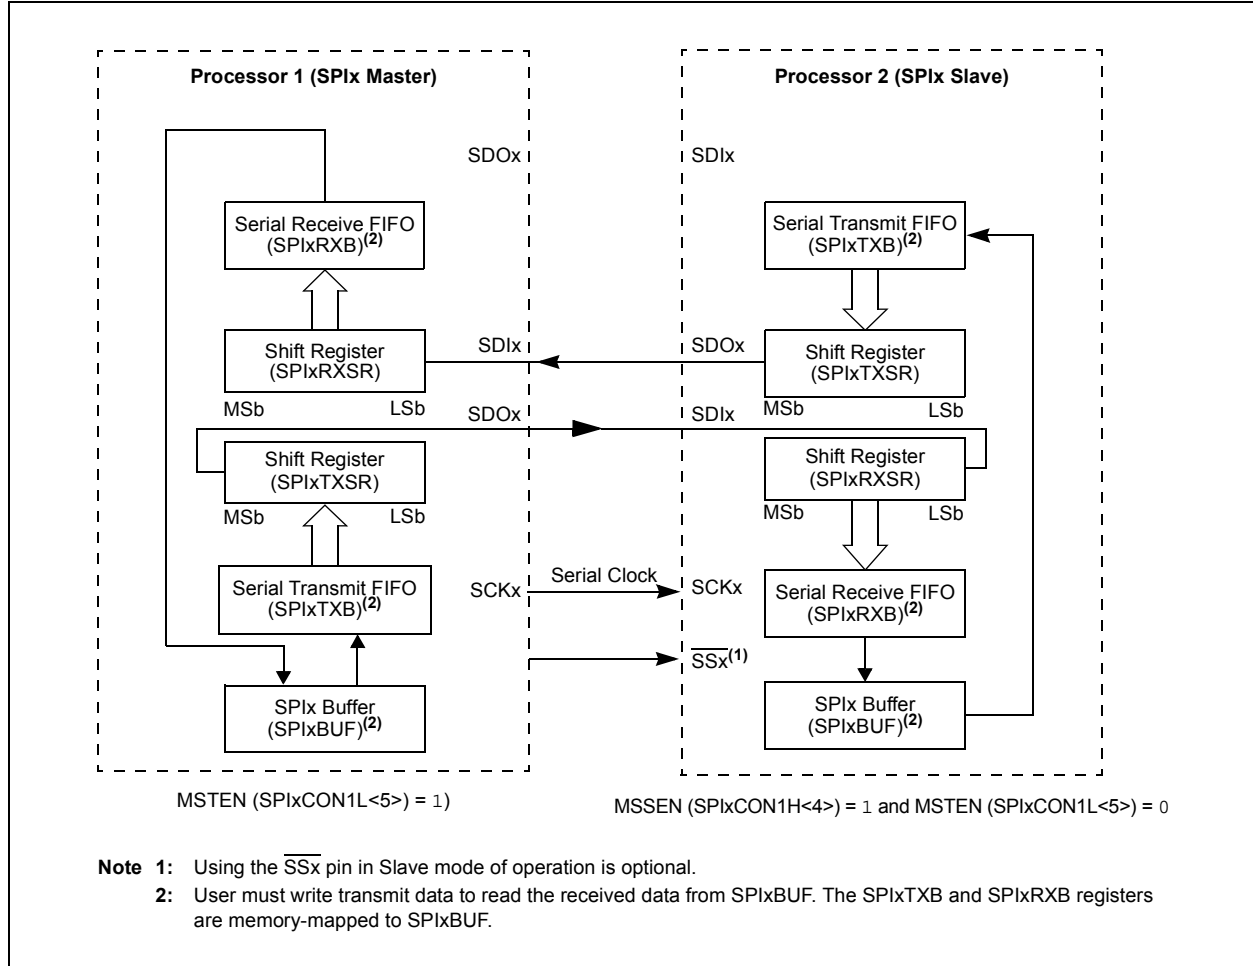 Processor 1 (SPIx Master)
Processor 2 (SPIx Slave)
SDOx
SDIx
Serial Receive FIFO
(SPIxRXB)(2)
Serial Transmit FIFO
(SPIxTXB)(2)
Shift Register
(SPIxRXSR)
SDIx
SDOx
Shift Register
(SPIxTXSR)
MSb
LSb
MSb
LSb
SDOx
SDIx
Shift Register
(SPIxTXSR)
Shift Register
(SPIxRXSR)
MSb
LSb
MSb
LSb
Serial Transmit FIFO
(SPIxTXB)(2)
SCKx
Serial Clock
SCKx
Serial Receive FIFO
(SPIxRXB)(2)
SSx(1)
SPIx Buffer
(SPIxBUF)(2)
SPIx Buffer
(SPIxBUF)(2)
MSTEN (SPIxCON1L<5>) = 1)
MSSEN (SPIxCON1H<4>) = 1 and MSTEN (SPIxCON1L<5>) = 0
Note 1: Using the SSx pin in Slave mode of operation is optional.
2: User must write transmit data to read the received data from SPIxBUF. The SPIxTXB and SPIxRXB registers
are memory-mapped to SPIxBUF.